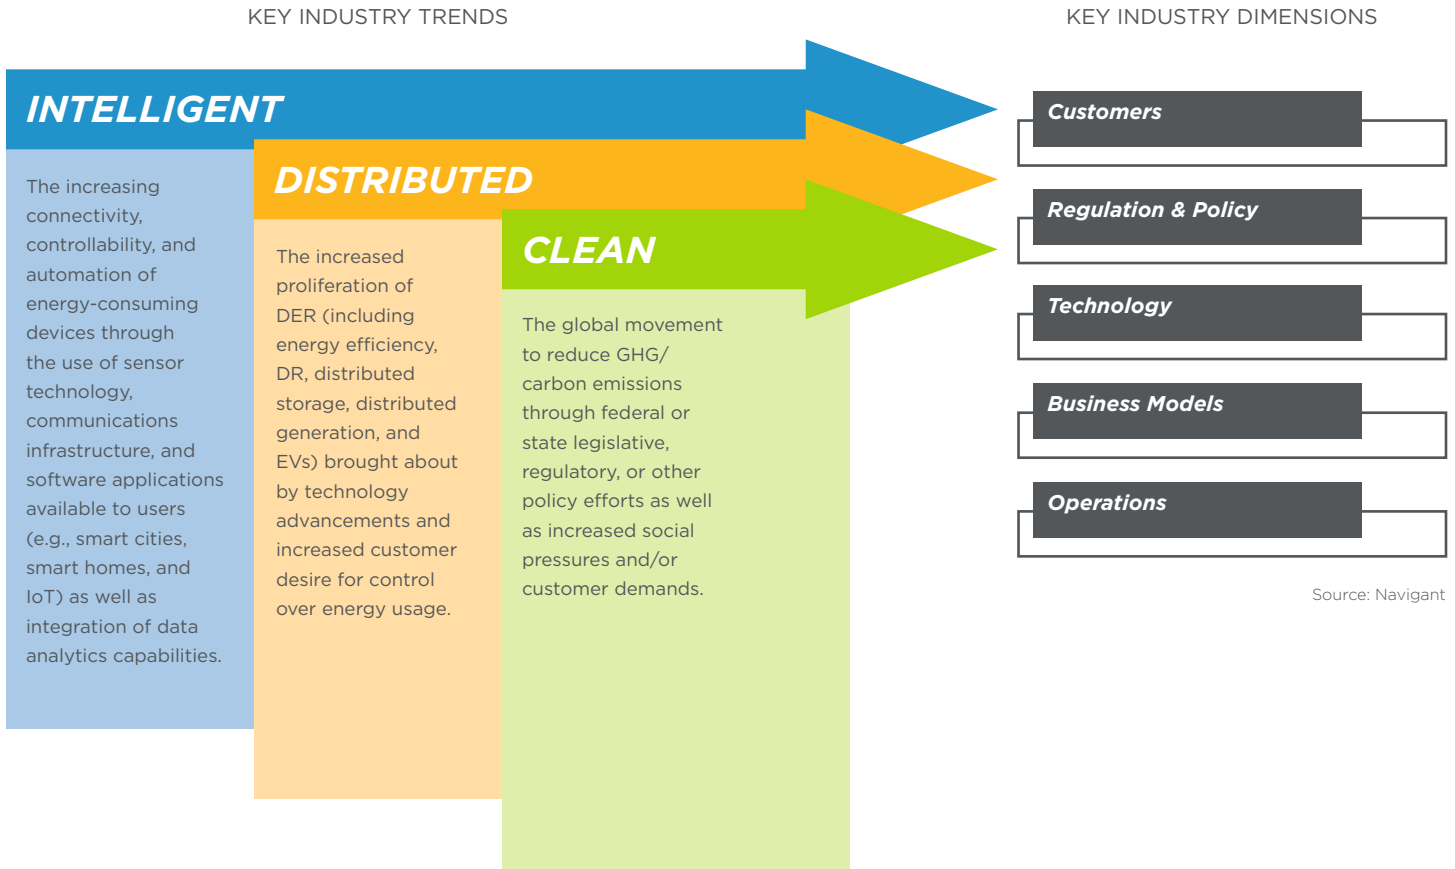 KEY INDUSTRY TRENDS
INTELLIGENT
The increasing
connectivity,
controllability, and
automation of
energy-consuming
devices through
the use of sensor
technology,
communications
infrastructure, and
software applications
available to users
(e.g., smart cities,
smart homes, and
IoT) as well as
integration of data
analytics capabilities.
DISTRIBUTED
The increased
proliferation of
DER (including
energy efficiency,
DR, distributed
storage, distributed
generation, and
EVs) brought about
by technology
advancements and
increased customer
desire for control
over energy usage.
CLEAN
The global movement
to reduce GHG/
carbon emissions
through federal or
state legislative,
regulatory, or other
policy efforts as well
as increased social
pressures and/or
customer demands.
KEY INDUSTRY DIMENSIONS
Customers
Regulation & Policy
Technology
Business Models
Operations
Source: Navigant